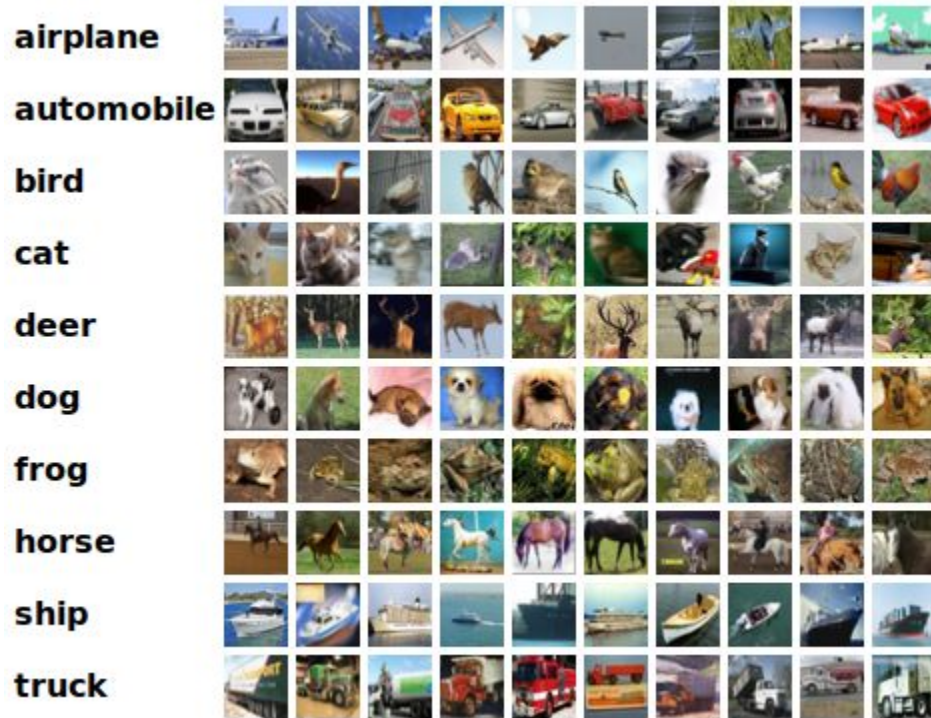 airplane
automobile
bird
cat
deer
dog
frog
horse
ship
truck